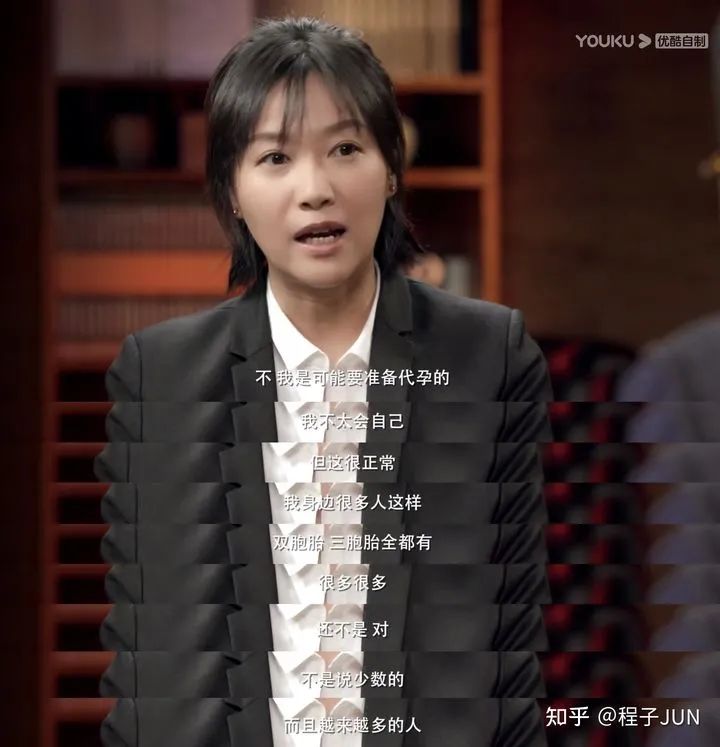 YOUKU 优酷自制
不 我是可能要准备代孕的
我不太会自己
但这很正常
我身边很多人这样
双胞胎 三胞胎全都有
很多很多
还不是 对
不是说少数的
而且越来越多的人
知乎 @程子JUN